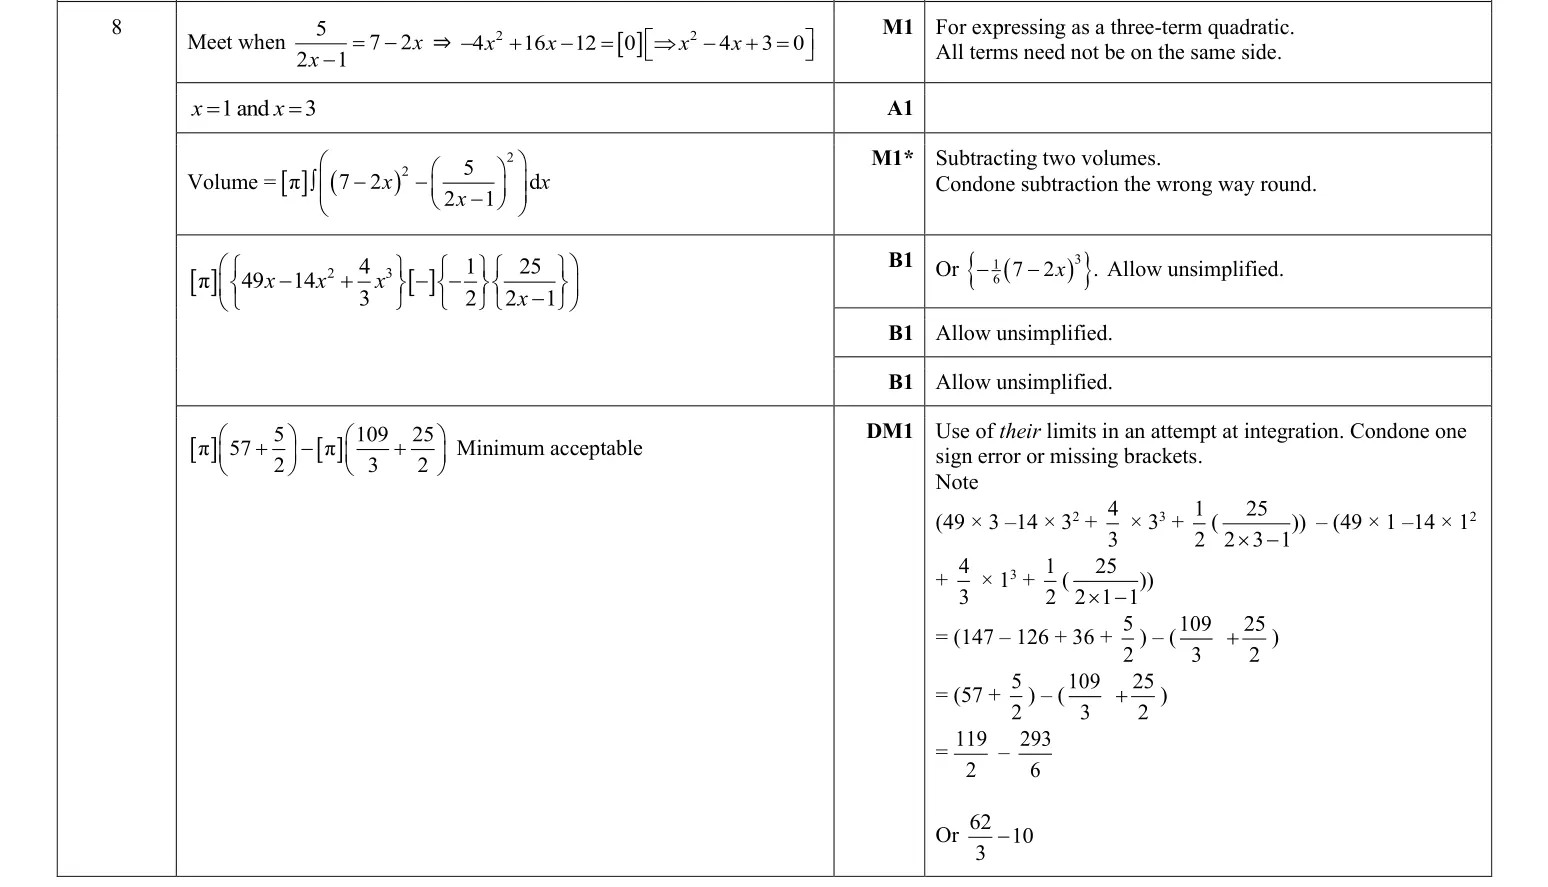 8
Meet when 5/(2x − 1) = 7 − 2x ⇒ −4x² + 16x − 12 = [0] [⇒ x² − 4x + 3 = 0]
M1
For expressing as a three-term quadratic.
All terms need not be on the same side.
x = 1 and x = 3
A1
Volume = [π]∫((7 − 2x)² − (5/(2x − 1))²)dx
M1*
Subtracting two volumes.
Condone subtraction the wrong way round.
[π]({49x − 14x² + 4/3 x³}[−]{−1/2}{25/(2x − 1)})
B1
Or {−1/6(7 − 2x)³}. Allow unsimplified.
B1
Allow unsimplified.
B1
Allow unsimplified.
[π](57 + 5/2) − [π](109/3 + 25/2) Minimum acceptable
DM1
Use of their limits in an attempt at integration. Condone one
sign error or missing brackets.
Note
(49 × 3 –14 × 3² + 4/3 × 3³ + 1/2 (25/(2×3−1))) – (49 × 1 –14 × 1²
+ 4/3 × 1³ + 1/2 (25/(2×1−1)))
= (147 – 126 + 36 + 5/2) – (109/3 + 25/2)
= (57 + 5/2) – (109/3 + 25/2)
= 119/2 – 293/6
Or 62/3 − 10